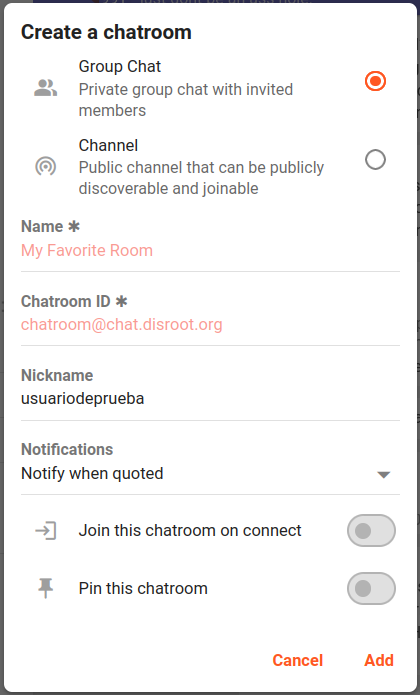 Create a chatroom
Group Chat
Private group chat with invited
members
Channel
Public channel that can be publicly
discoverable and joinable
Name ✱
My Favorite Room
Chatroom ID ✱
chatroom@chat.disroot.org
Nickname
usuariodeprueba
Notifications
Notify when quoted
Join this chatroom on connect
Pin this chatroom
Cancel
Add